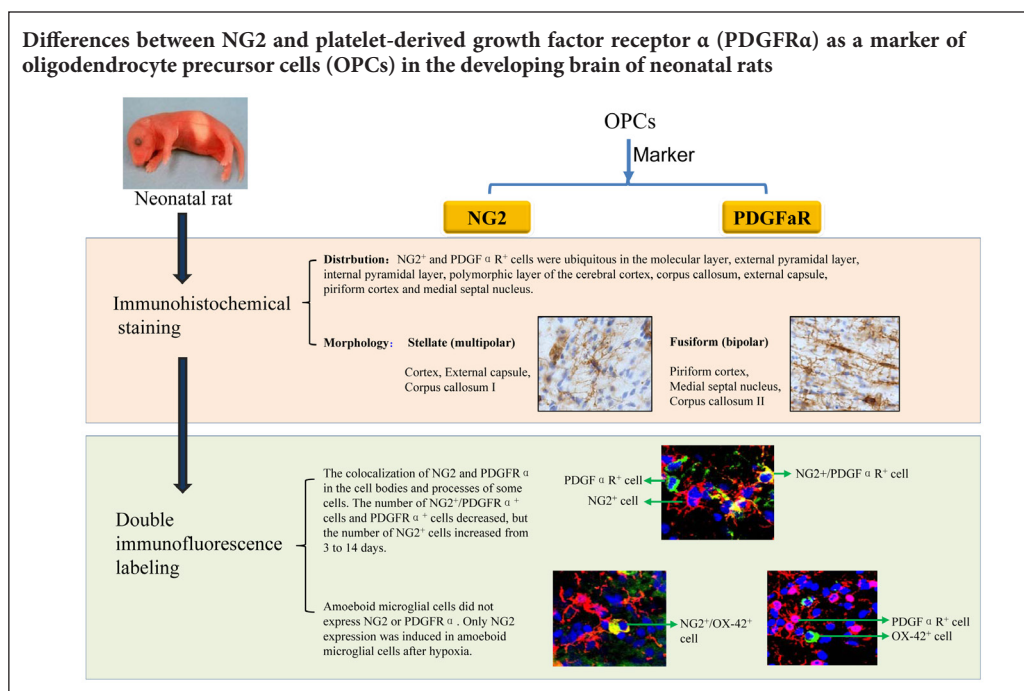 Differences between NG2 and platelet-derived growth factor receptor α (PDGFRα) as a marker of
oligodendrocyte precursor cells (OPCs) in the developing brain of neonatal rats
Neonatal rat
OPCs
Marker
NG2
PDGFaR
Immunohistochemical
staining
Distrbution: NG2⁺ and PDGF α R⁺ cells were ubiquitous in the molecular layer, external pyramidal layer,
internal pyramidal layer, polymorphic layer of the cerebral cortex, corpus callosum, external capsule,
piriform cortex and medial septal nucleus.
Morphology: Stellate (multipolar)
Cortex, External capsule,
Corpus callosum I
Fusiform (bipolar)
Piriform cortex,
Medial septal nucleus,
Corpus callosum II
Double
immunofluorescence
labeling
The colocalization of NG2 and PDGFR α
in the cell bodies and processes of some
cells. The number of NG2⁺/PDGFR α ⁺
cells and PDGFR α ⁺ cells decreased, but
the number of NG2⁺ cells increased from
3 to 14 days.
PDGF α R⁺ cell
NG2⁺ cell
NG2+/PDGF α R⁺ cell
Amoeboid microglial cells did not
express NG2 or PDGFR α . Only NG2
expression was induced in amoeboid
microglial cells after hypoxia.
NG2⁺/OX-42⁺
cell
PDGF α R⁺ cell
OX-42⁺ cell